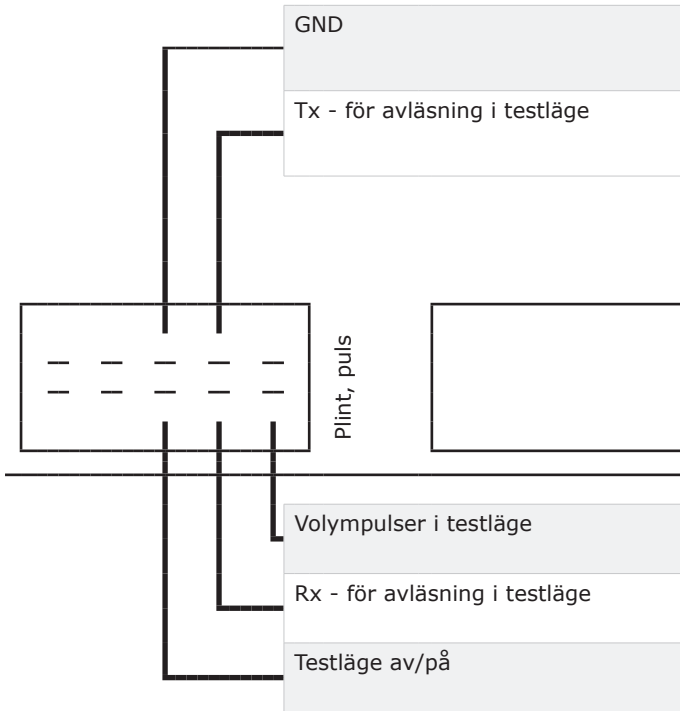 GND
Tx - för avläsning i testläge
Plint, puls
Volympulser i testläge
Rx - för avläsning i testläge
Testläge av/på